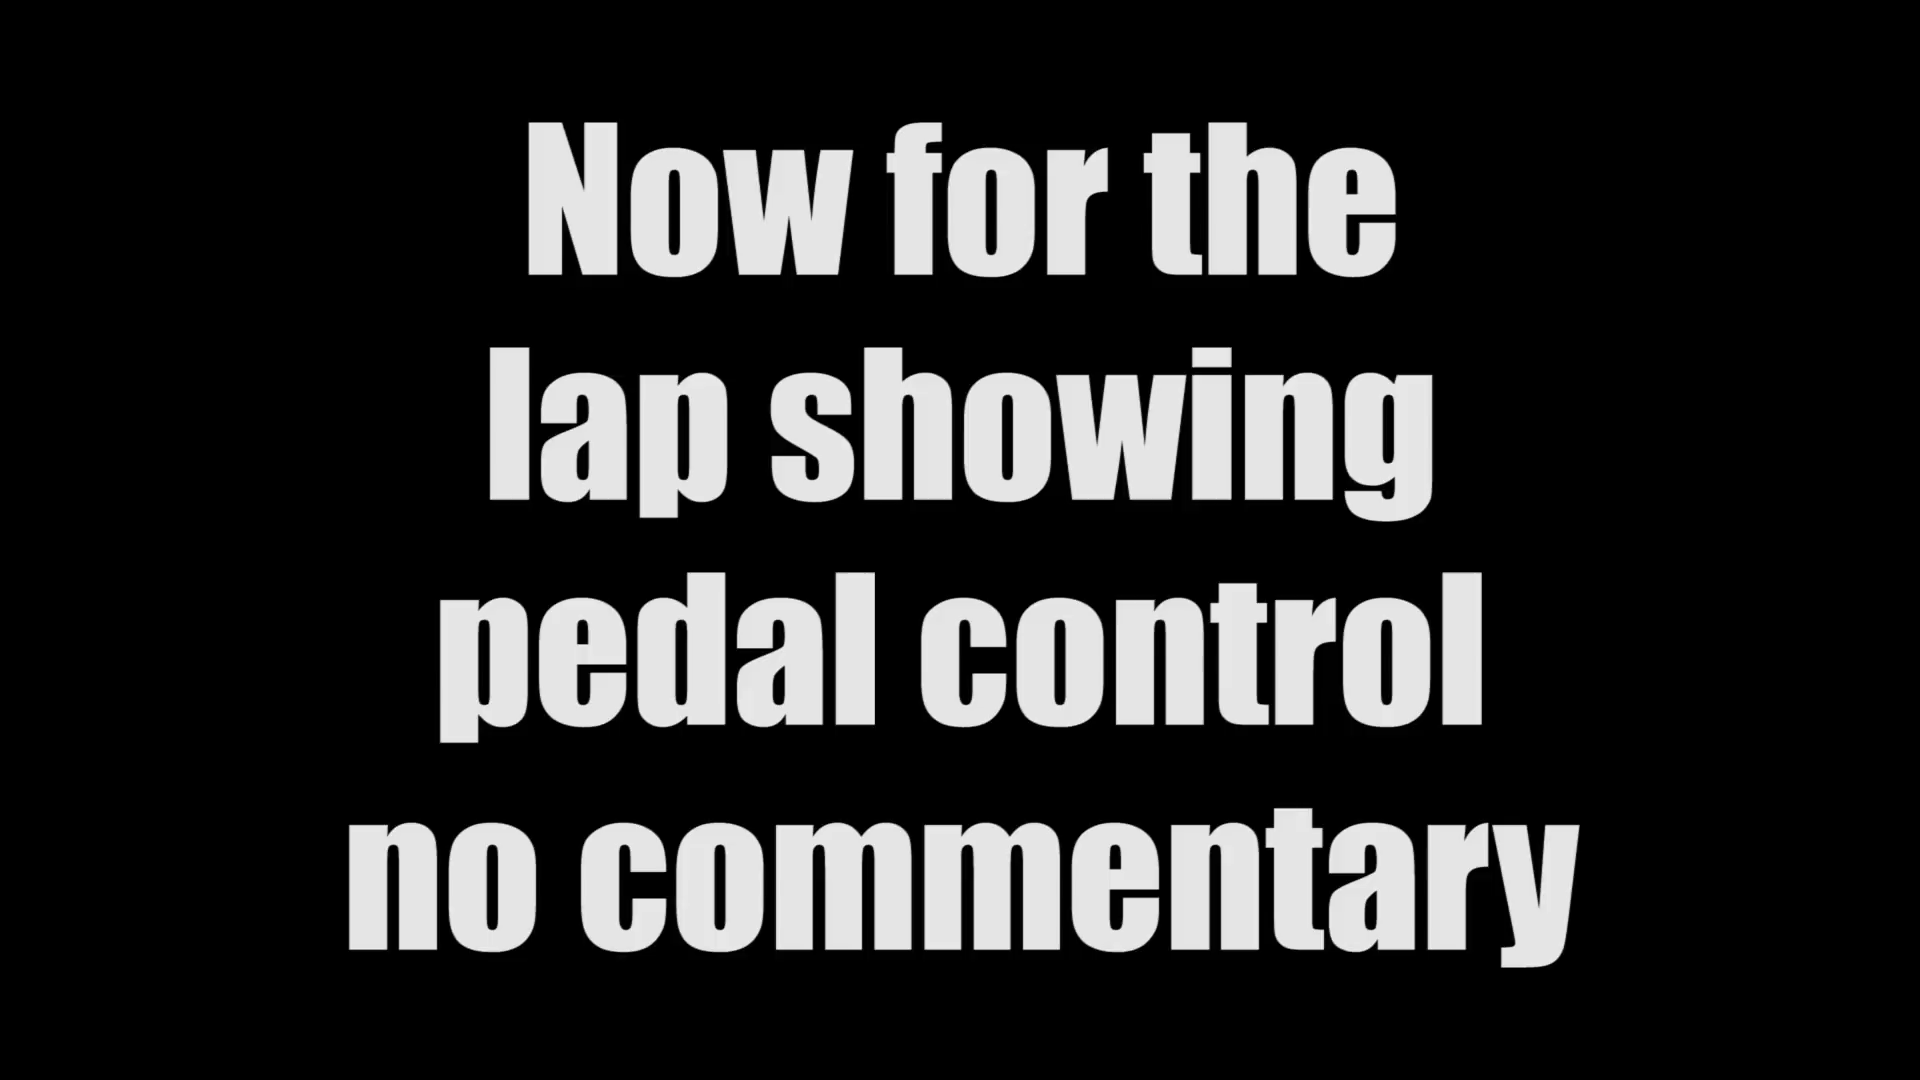 Now for the
lap showing
pedal control
no commentary